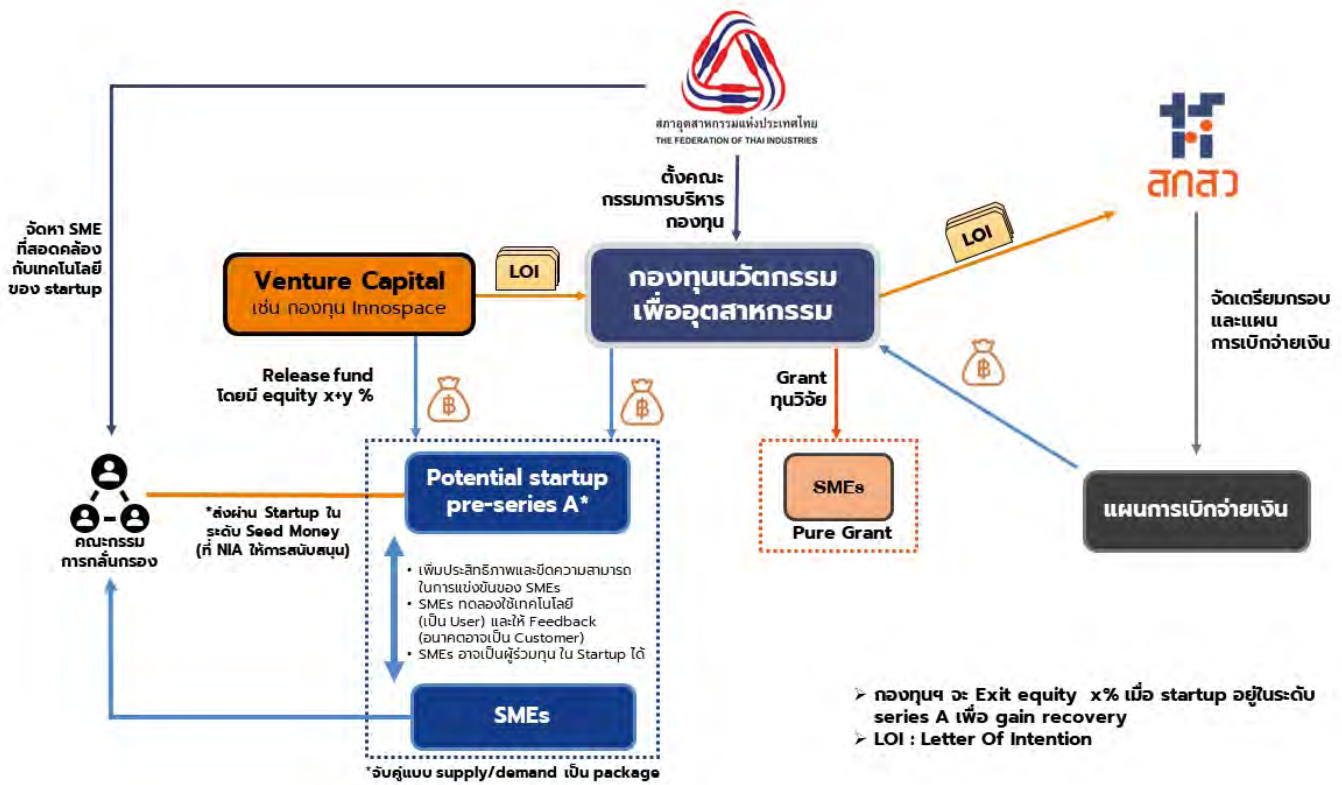 สภาอุตสาหกรรมแห่งประเทศไทย
THE FEDERATION OF THAI INDUSTRIES
สกสว
ตั้งคณะ
กรรมการบริหาร
กองทุน
จัดหา SME
ที่สอดคล้อง
กับเทคโนโลยี
ของ startup
Venture Capital
เช่น กองทุน Innospace
LOI
กองทุนนวัตกรรม
เพื่ออุตสาหกรรม
LOI
จัดเตรียมกรอบ
และแผน
การเบิกจ่ายเงิน
Release fund
โดยมี equity x+y %
฿
฿
Grant
ทุนวิจัย
฿
คณะกรรม
การกลั่นกรอง
*ส่งผ่าน Startup ใน
ระดับ Seed Money
(ที่ NIA ให้การสนับสนุน)
Potential startup
pre-series A*
SMEs
Pure Grant
แผนการเบิกจ่ายเงิน
• เพิ่มประสิทธิภาพและขีดความสามารถ
ในการแข่งขันของ SMEs
• SMEs ทดลองใช้เทคโนโลยี
(เป็น User) และให้ Feedback
(อนาคตอาจเป็น Customer)
• SMEs อาจเป็นผู้ร่วมทุน ใน Startup ได้
SMEs
*จับคู่แบบ supply/demand เป็น package
➢ กองทุนฯ จะ Exit equity x% เมื่อ startup อยู่ในระดับ
series A เพื่อ gain recovery
➢ LOI : Letter Of Intention